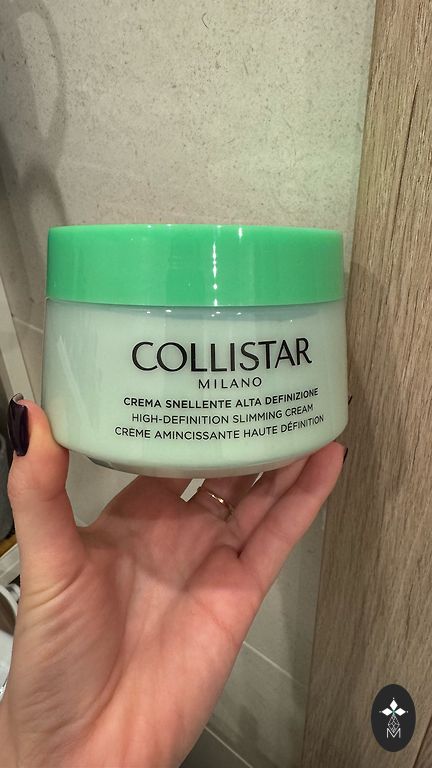 COLLISTAR
MILANO
CREMA SNELLENTE ALTA DEFINIZIONE
HIGH-DEFINITION SLIMMING CREAM
CRÈME AMINCISSANTE HAUTE DÉFINITION